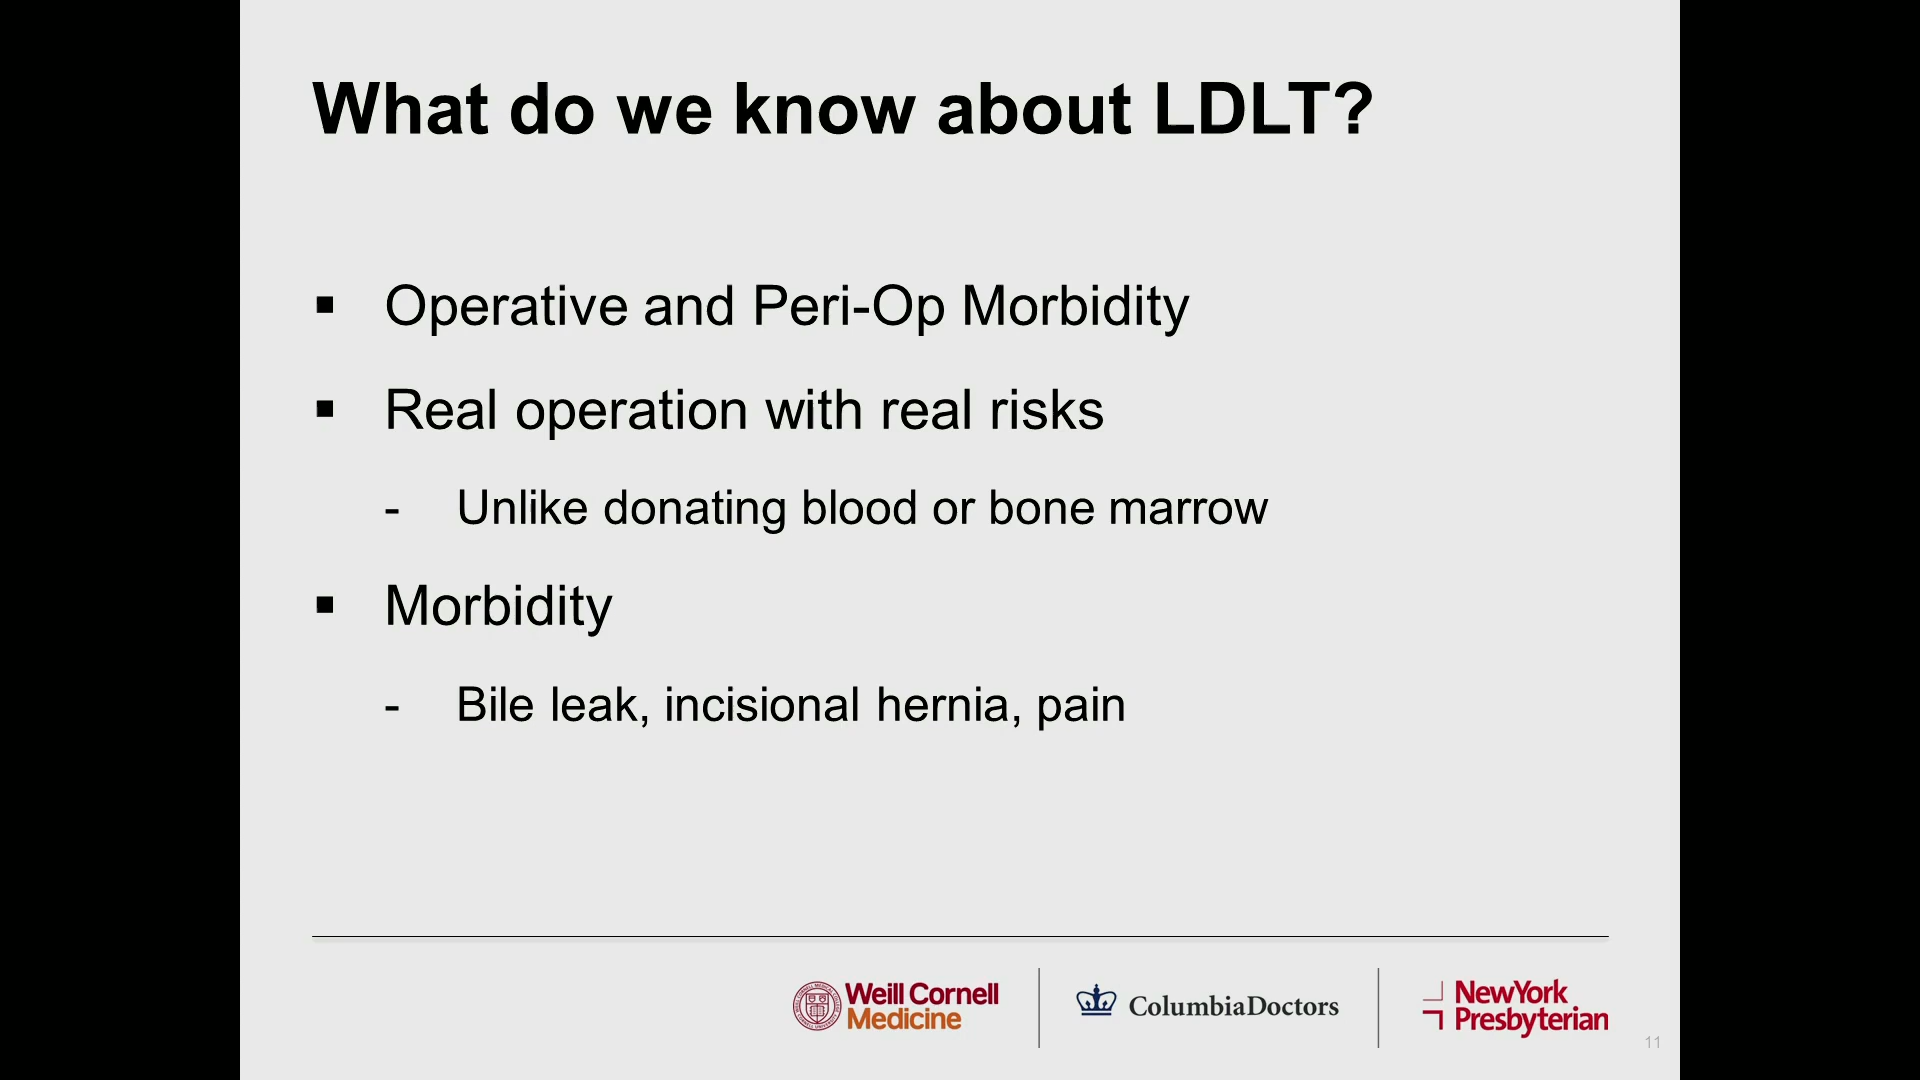 What do we know about LDLT?
▪ Operative and Peri-Op Morbidity
▪ Real operation with real risks
- Unlike donating blood or bone marrow
▪ Morbidity
- Bile leak, incisional hernia, pain
Weill Cornell
Medicine
ColumbiaDoctors
NewYork
Presbyterian
11